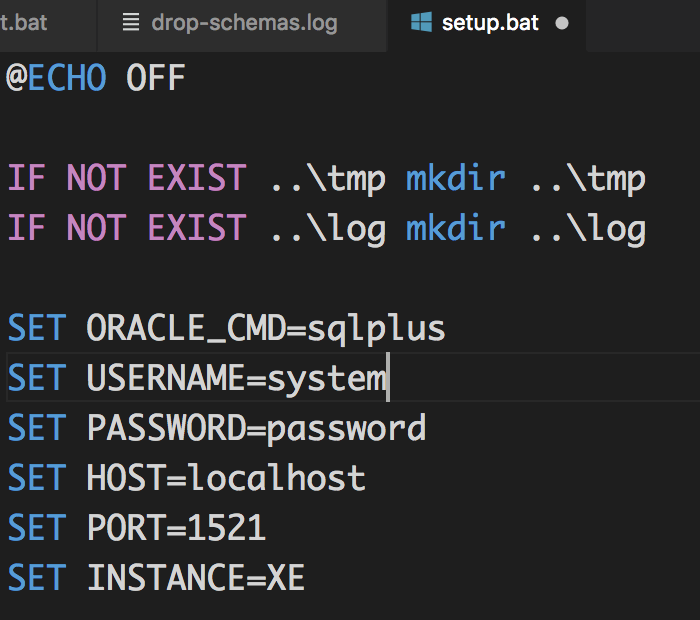 t.bat drop-schemas.log setup.bat
@ECHO OFF
IF NOT EXIST ..\tmp mkdir ..\tmp
IF NOT EXIST ..\log mkdir ..\log
SET ORACLE_CMD=sqlplus
SET USERNAME=system
SET PASSWORD=password
SET HOST=localhost
SET PORT=1521
SET INSTANCE=XE